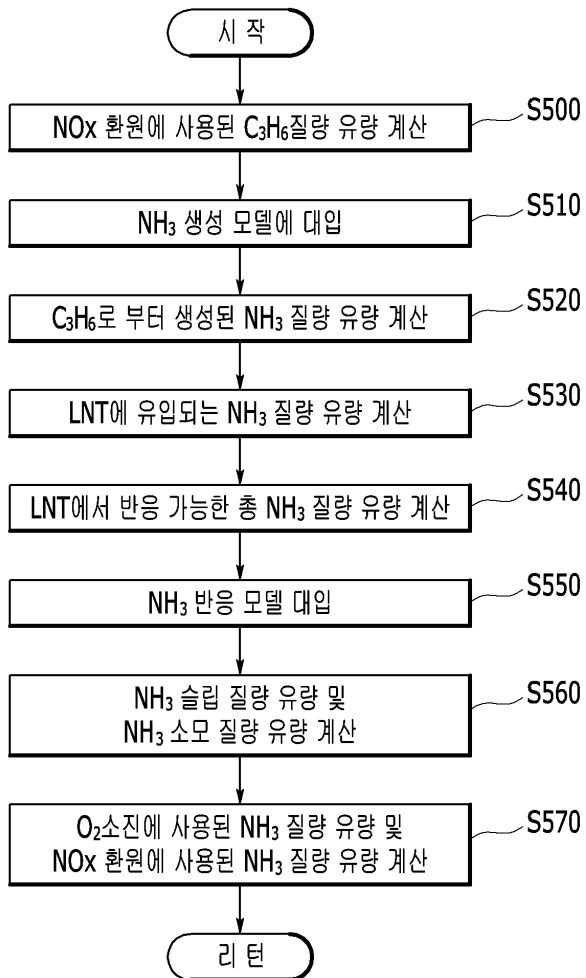 시 작
NOx 환원에 사용된 C₃H₆질량 유량 계산
S500
NH₃ 생성 모델에 대입
S510
C₃H₆로 부터 생성된 NH₃ 질량 유량 계산
S520
LNT에 유입되는 NH₃ 질량 유량 계산
S530
LNT에서 반응 가능한 총 NH₃ 질량 유량 계산
S540
NH₃ 반응 모델 대입
S550
NH₃ 슬립 질량 유량 및
NH₃ 소모 질량 유량 계산
S560
O₂소진에 사용된 NH₃ 질량 유량 및
NOx 환원에 사용된 NH₃ 질량 유량 계산
S570
리 턴